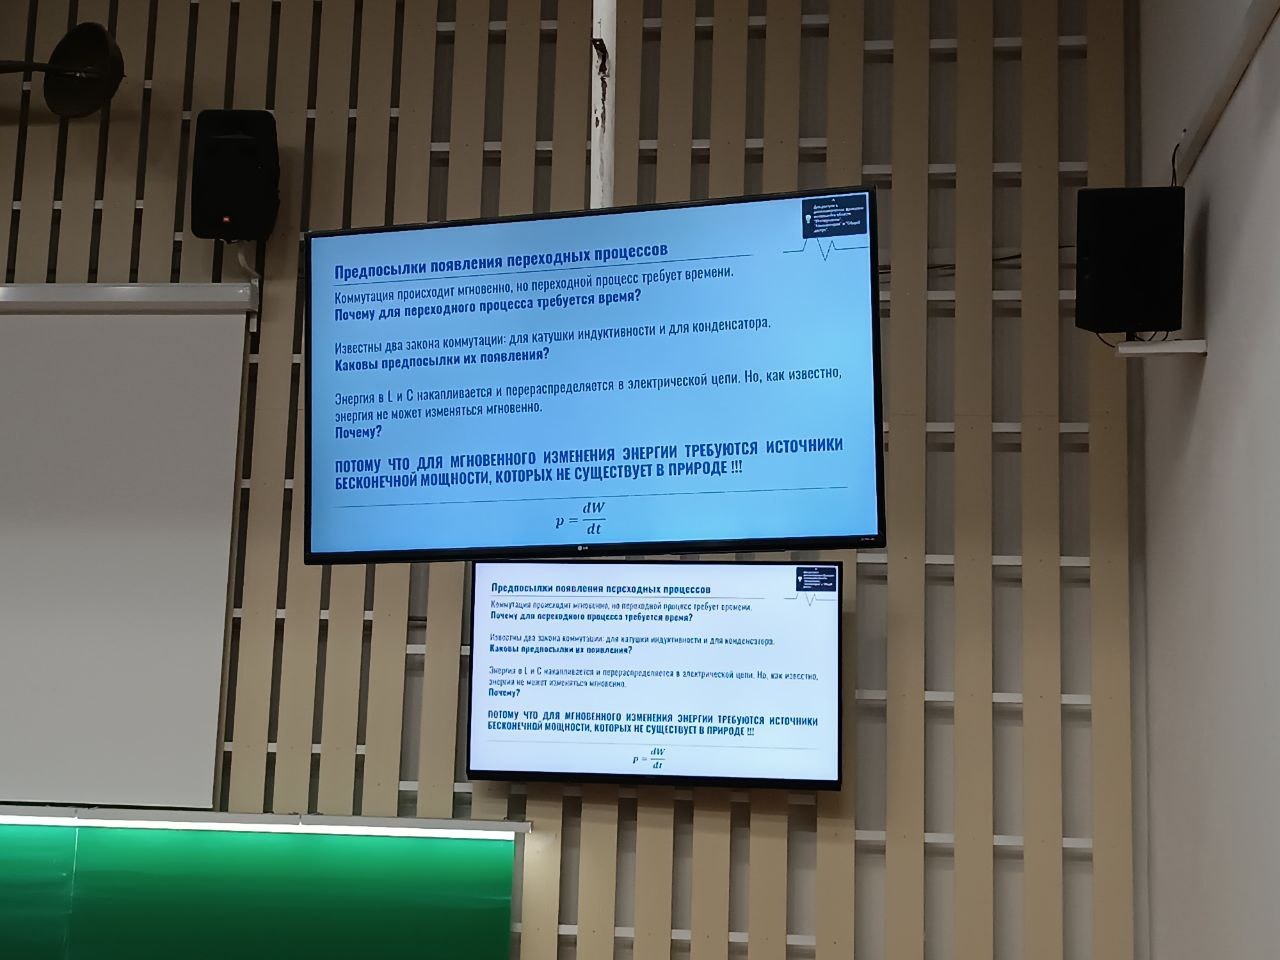 Предпосылки появления переходных процессов
Коммутация происходит мгновенно, но переходной процесс требует времени.
Почему для переходного процесса требуется время?
Известны два закона коммутации: для катушки индуктивности и для конденсатора.
Каковы предпосылки их появления?
Энергия в L и C накапливается и перераспределяется в электрической цепи. Но, как известно,
энергия не может изменяться мгновенно.
Почему?
ПОТОМУ ЧТО ДЛЯ МГНОВЕННОГО ИЗМЕНЕНИЯ ЭНЕРГИИ ТРЕБУЮТСЯ ИСТОЧНИКИ
БЕСКОНЕЧНОЙ МОЩНОСТИ, КОТОРЫХ НЕ СУЩЕСТВУЕТ В ПРИРОДЕ !!!
p = dW
dt
LG
Предпосылки появления переходных процессов
Коммутация происходит мгновенно, но переходной процесс требует времени.
Почему для переходного процесса требуется время?
Известны два закона коммутации: для катушки индуктивности и для конденсатора.
Каковы предпосылки их появления?
Энергия в L и C накапливается и перераспределяется в электрической цепи. Но, как известно,
энергия не может изменяться мгновенно.
Почему?
ПОТОМУ ЧТО ДЛЯ МГНОВЕННОГО ИЗМЕНЕНИЯ ЭНЕРГИИ ТРЕБУЮТСЯ ИСТОЧНИКИ
БЕСКОНЕЧНОЙ МОЩНОСТИ, КОТОРЫХ НЕ СУЩЕСТВУЕТ В ПРИРОДЕ !!!
p = dW
dt